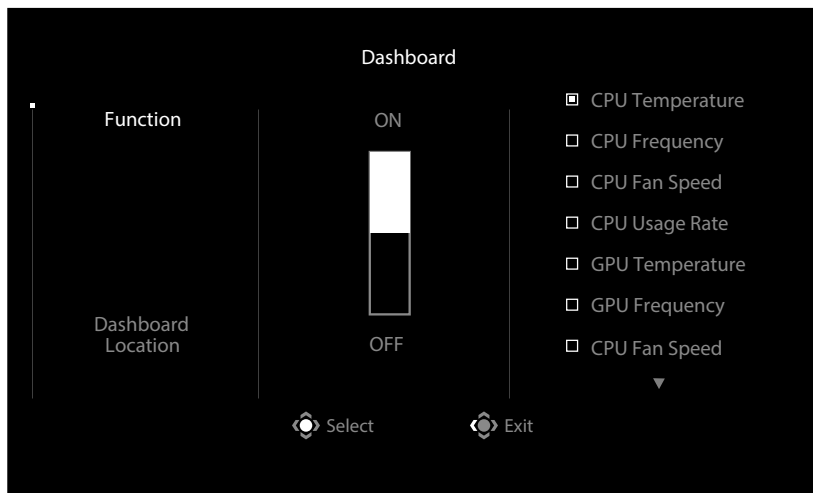 Dashboard
Function
Dashboard
Location
ON
OFF
CPU Temperature
CPU Frequency
CPU Fan Speed
CPU Usage Rate
GPU Temperature
GPU Frequency
CPU Fan Speed
Select
Exit